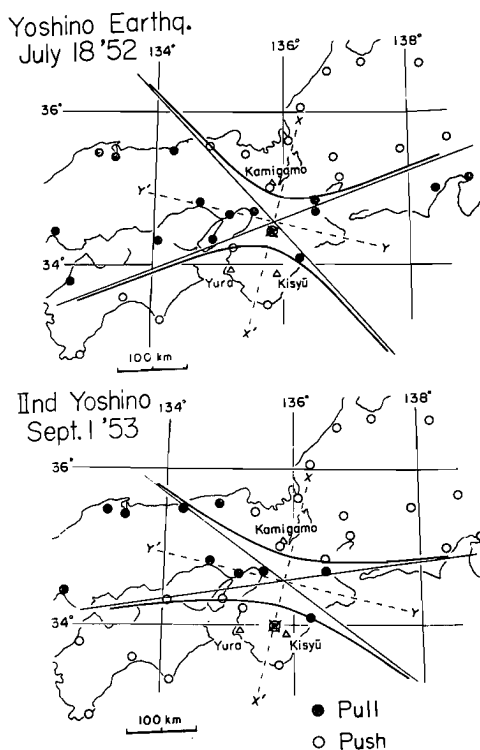 Yoshino Earthq.
July 18 '52
134° 136° 138°
36°
X
Kamigamo
Y'
Y
34°
Yura Kisyū
X'
100 km
IInd Yoshino
Sept. 1 '53
134° 136° 138°
36°
X
Kamigamo
Y'
Y
34°
Yura Kisyū
X'
100 km
● Pull
○ Push